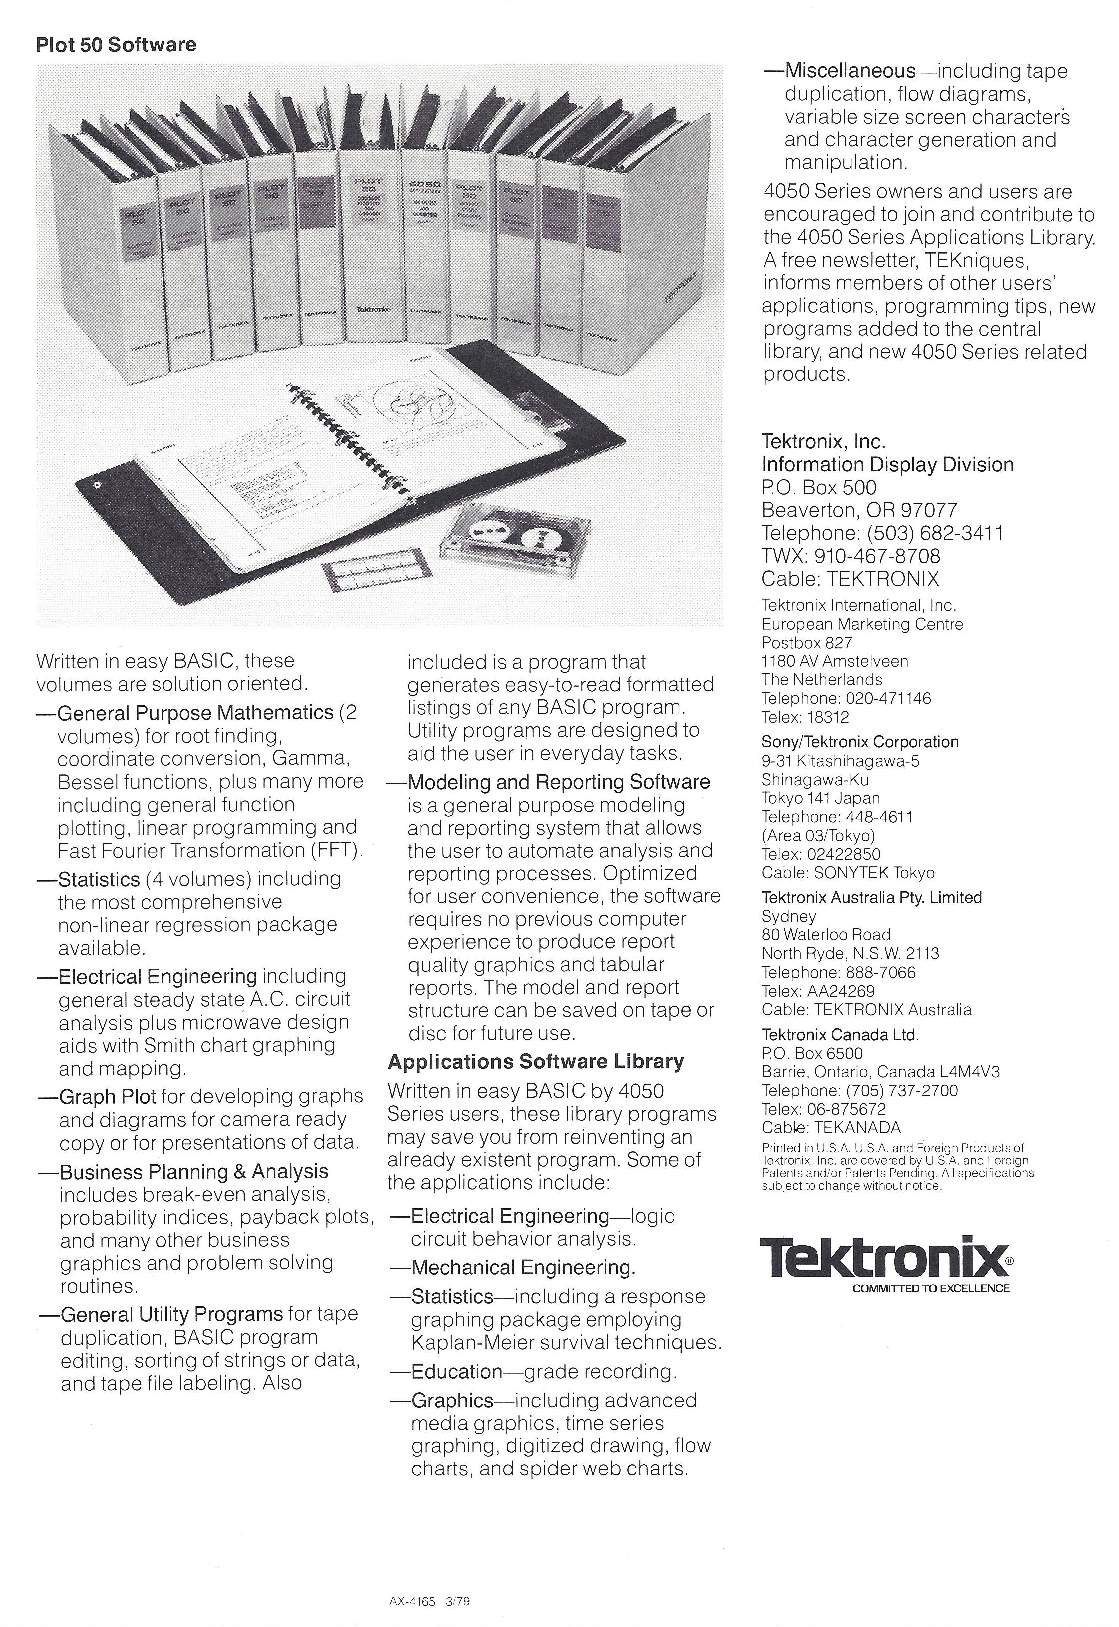 Plot 50 Software
Written in easy BASIC, these
volumes are solution oriented.
—General Purpose Mathematics (2
volumes) for root finding,
coordinate conversion, Gamma,
Bessel functions, plus many more
including general function
plotting, linear programming and
Fast Fourier Transformation (FFT).
—Statistics (4 volumes) including
the most comprehensive
non-linear regression package
available.
—Electrical Engineering including
general steady state A.C. circuit
analysis plus microwave design
aids with Smith chart graphing
and mapping.
—Graph Plot for developing graphs
and diagrams for camera ready
copy or for presentations of data.
—Business Planning & Analysis
includes break-even analysis,
probability indices, payback plots,
and many other business
graphics and problem solving
routines.
—General Utility Programs for tape
duplication, BASIC program
editing, sorting of strings or data,
and tape file labeling. Also
included is a program that
generates easy-to-read formatted
listings of any BASIC program.
Utility programs are designed to
aid the user in everyday tasks.
—Modeling and Reporting Software
is a general purpose modeling
and reporting system that allows
the user to automate analysis and
reporting processes. Optimized
for user convenience, the software
requires no previous computer
experience to produce report
quality graphics and tabular
reports. The model and report
structure can be saved on tape or
disc for future use.
Applications Software Library
Written in easy BASIC by 4050
Series users, these library programs
may save you from reinventing an
already existent program. Some of
the applications include:
—Electrical Engineering—logic
circuit behavior analysis.
—Mechanical Engineering.
—Statistics—including a response
graphing package employing
Kaplan-Meier survival techniques.
—Education—grade recording.
—Graphics—including advanced
media graphics, time series
graphing, digitized drawing, flow
charts, and spider web charts.
—Miscellaneous—including tape
duplication, flow diagrams,
variable size screen characters
and character generation and
manipulation.
4050 Series owners and users are
encouraged to join and contribute to
the 4050 Series Applications Library.
A free newsletter, TEKniques,
informs members of other users'
applications, programming tips, new
programs added to the central
library, and new 4050 Series related
products.
Tektronix, Inc.
Information Display Division
P.O. Box 500
Beaverton, OR 97077
Telephone: (503) 682-3411
TWX: 910-467-8708
Cable: TEKTRONIX
Tektronix International, Inc.
European Marketing Centre
Postbox 827
1180 AV Amstelveen
The Netherlands
Telephone: 020-471146
Telex: 18312
Sony/Tektronix Corporation
9-31 Kitashinagawa-5
Shinagawa-Ku
Tokyo 141 Japan
Telephone: 448-4611
(Area 03/Tokyo)
Telex: 02422850
Cable: SONYTEK Tokyo
Tektronix Australia Pty. Limited
Sydney
80 Waterloo Road
North Ryde, N.S.W. 2113
Telephone: 888-7066
Telex: AA24269
Cable: TEKTRONIX Australia
Tektronix Canada Ltd.
P.O. Box 6500
Barrie, Ontario, Canada L4M4V3
Telephone: (705) 737-2700
Telex: 06-875672
Cable: TEKANADA
Printed in U.S.A. U.S.A. and Foreign Products of
Tektronix, Inc. are covered by U.S.A. and Foreign
Patents and/or Patents Pending. All specifications
subject to change without notice.
Tektronix®
COMMITTED TO EXCELLENCE
AX-4165 3/79